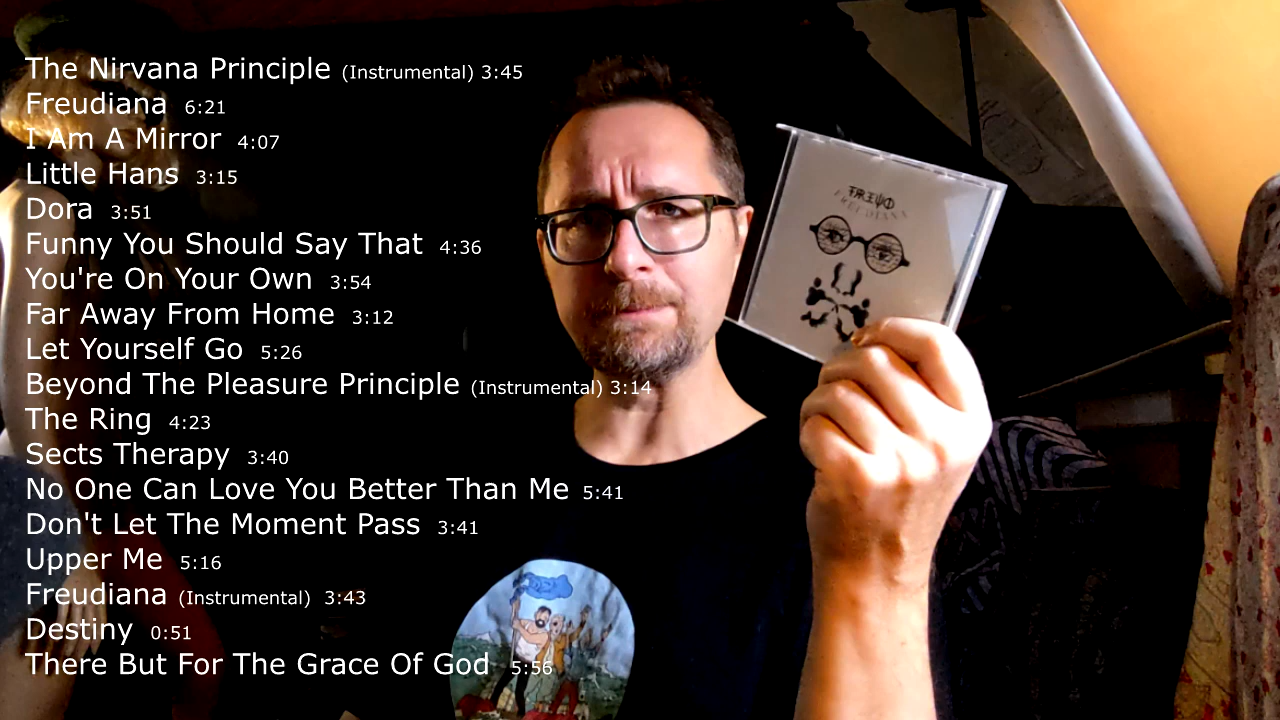 The Nirvana Principle (Instrumental) 3:45
Freudiana 6:21
I Am A Mirror 4:07
Little Hans 3:15
Dora 3:51
Funny You Should Say That 4:36
You're On Your Own 3:54
Far Away From Home 3:12
Let Yourself Go 5:26
Beyond The Pleasure Principle (Instrumental) 3:14
The Ring 4:23
Sects Therapy 3:40
No One Can Love You Better Than Me 5:41
Don't Let The Moment Pass 3:41
Upper Me 5:16
Freudiana (Instrumental) 3:43
Destiny 0:51
There But For The Grace Of God 5:56
FREUDIANA